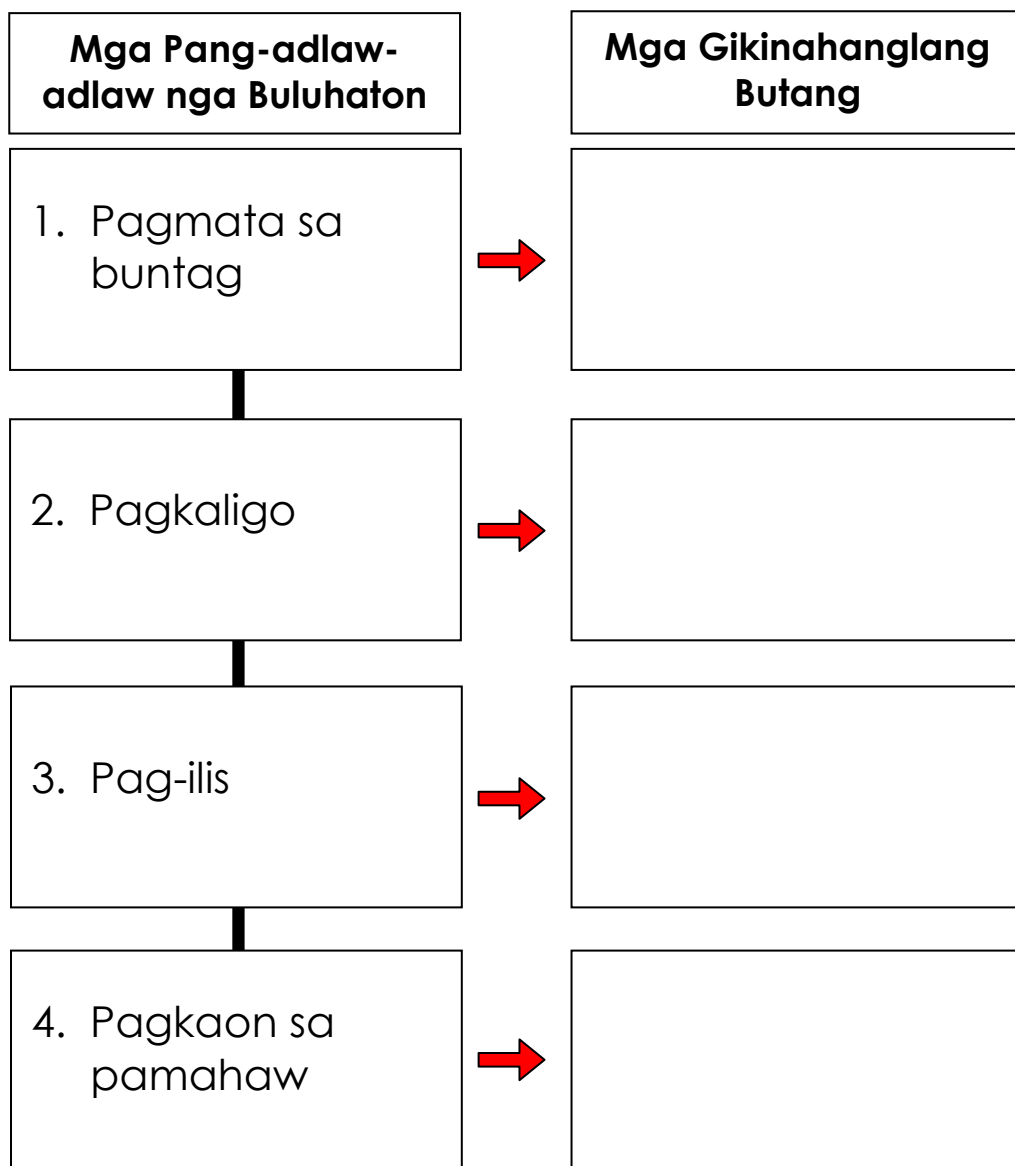 Mga Pang-adlaw-
adlaw nga Buluhaton
Mga Gikinahanglang
Butang
1. Pagmata sa
buntag
2. Pagkaligo
3. Pag-ilis
4. Pagkaon sa
pamahaw